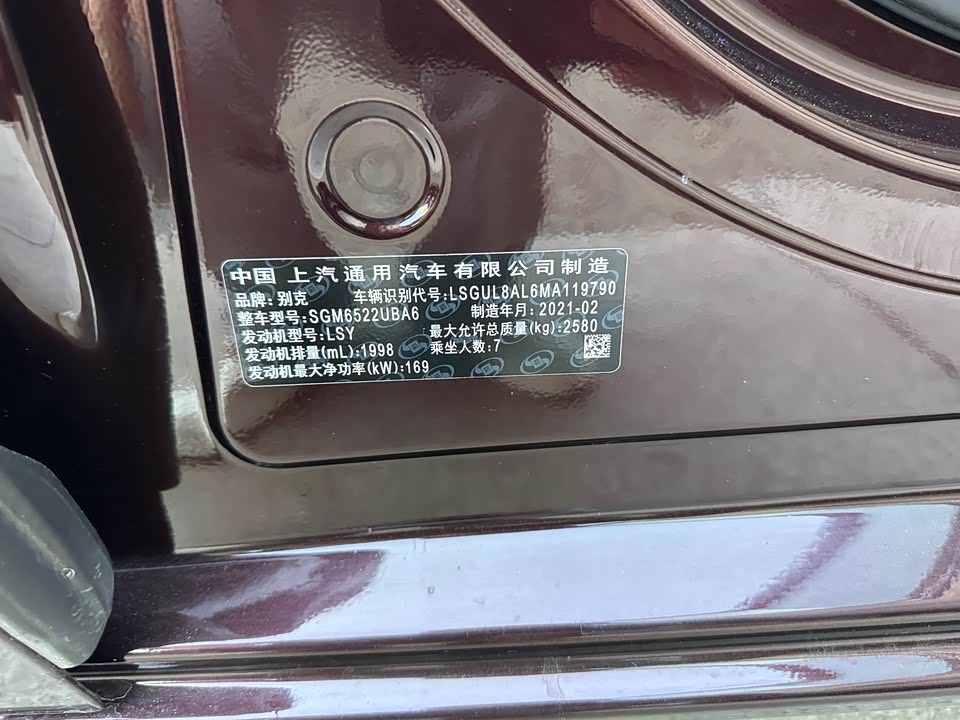 中国 上汽通用汽车有限公司制造
品牌:别克 车辆识别代号:LSGUL8AL6MA119790
整车型号:SGM6522UBA6 制造年月:2021-02
发动机型号:LSY 最大允许总质量(kg):2580
发动机排量(mL):1998 乘坐人数:7
发动机最大净功率(kW):169